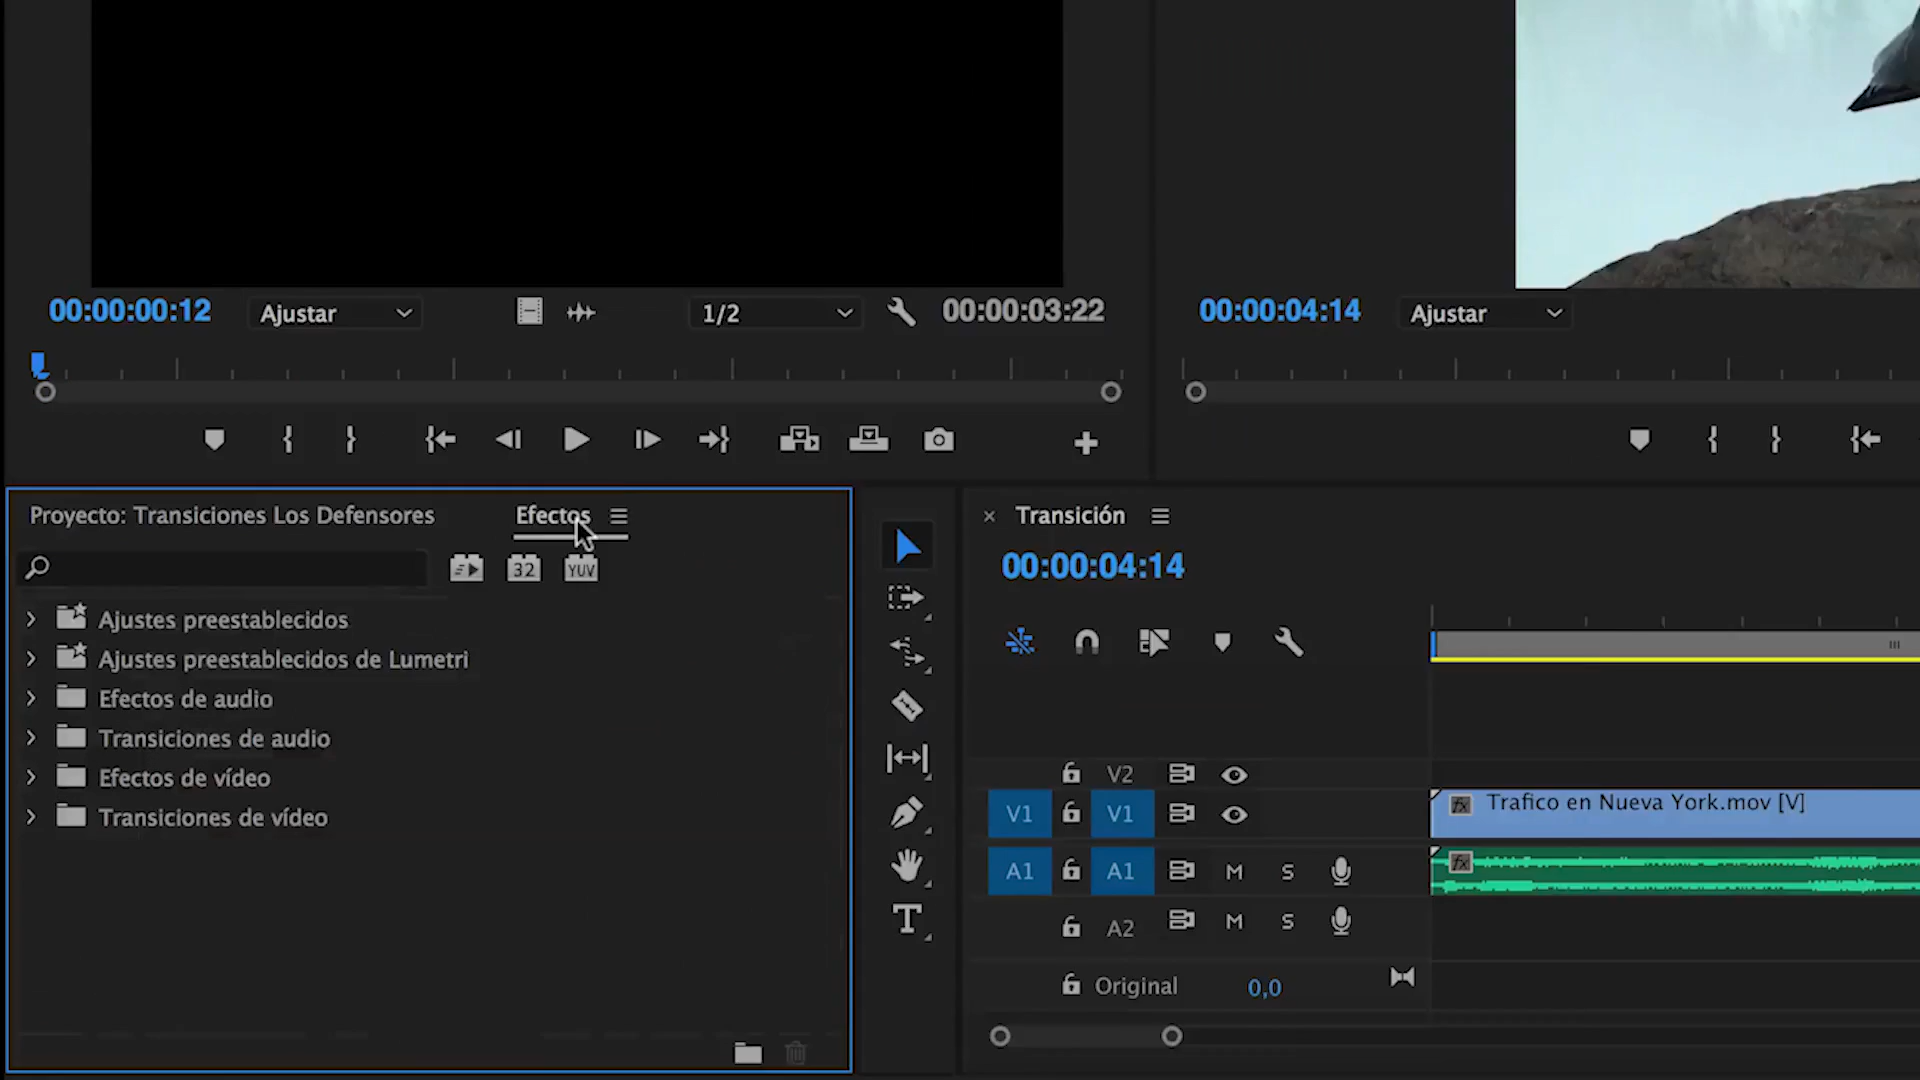 00:00:00:12 Ajustar 1/2 00:00:03:22 00:00:04:14 Ajustar
Proyecto: Transiciones Los Defensores Efectos
32 YUV
Ajustes preestablecidos
Ajustes preestablecidos de Lumetri
Efectos de audio
Transiciones de audio
Efectos de vídeo
Transiciones de vídeo
T
Transición
00:00:04:14
V2
V1 V1 fx Trafico en Nueva York.mov [V]
A1 A1 M S fx
A2 M S
Original 0,0